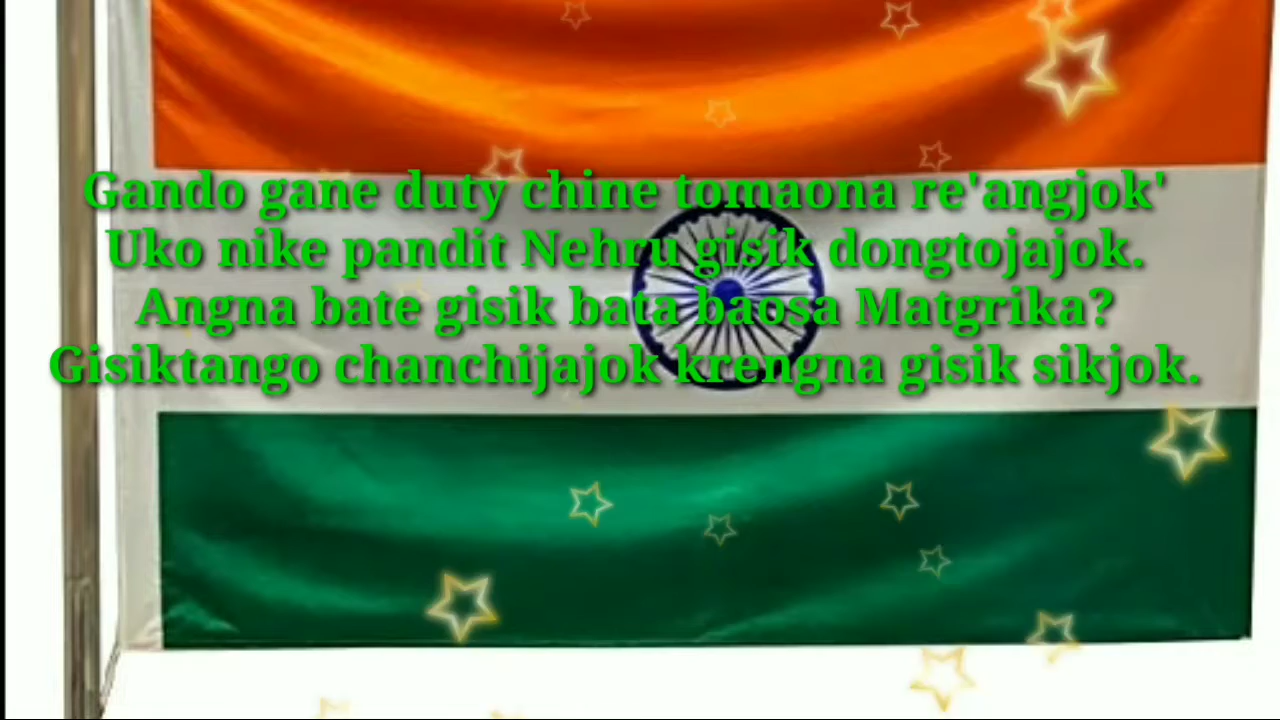 Gando gane duty chine tomaona re'angjok'
Uko nike pandit Nehru gisik dongtojajok.
Angna bate gisik bata baosa Matgrika?
Gisiktango chanchijajok krengna gisik sikjok.